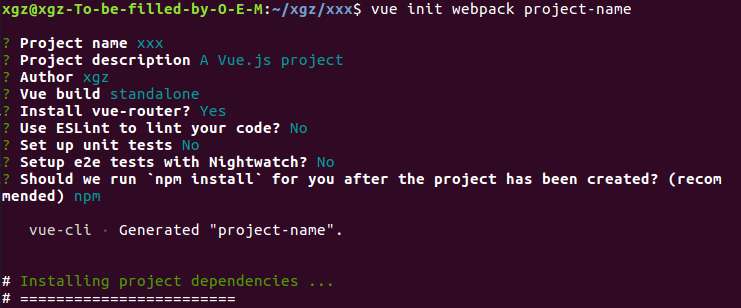 xgz@xgz-To-be-filled-by-O-E-M:~/xgz/xxx$ vue init webpack project-name
? Project name xxx
? Project description A Vue.js project
? Author xgz
? Vue build standalone
? Install vue-router? Yes
? Use ESLint to lint your code? No
? Set up unit tests No
? Setup e2e tests with Nightwatch? No
? Should we run `npm install` for you after the project has been created? (recom
mended) npm
vue-cli · Generated "project-name".
# Installing project dependencies ...
# ========================